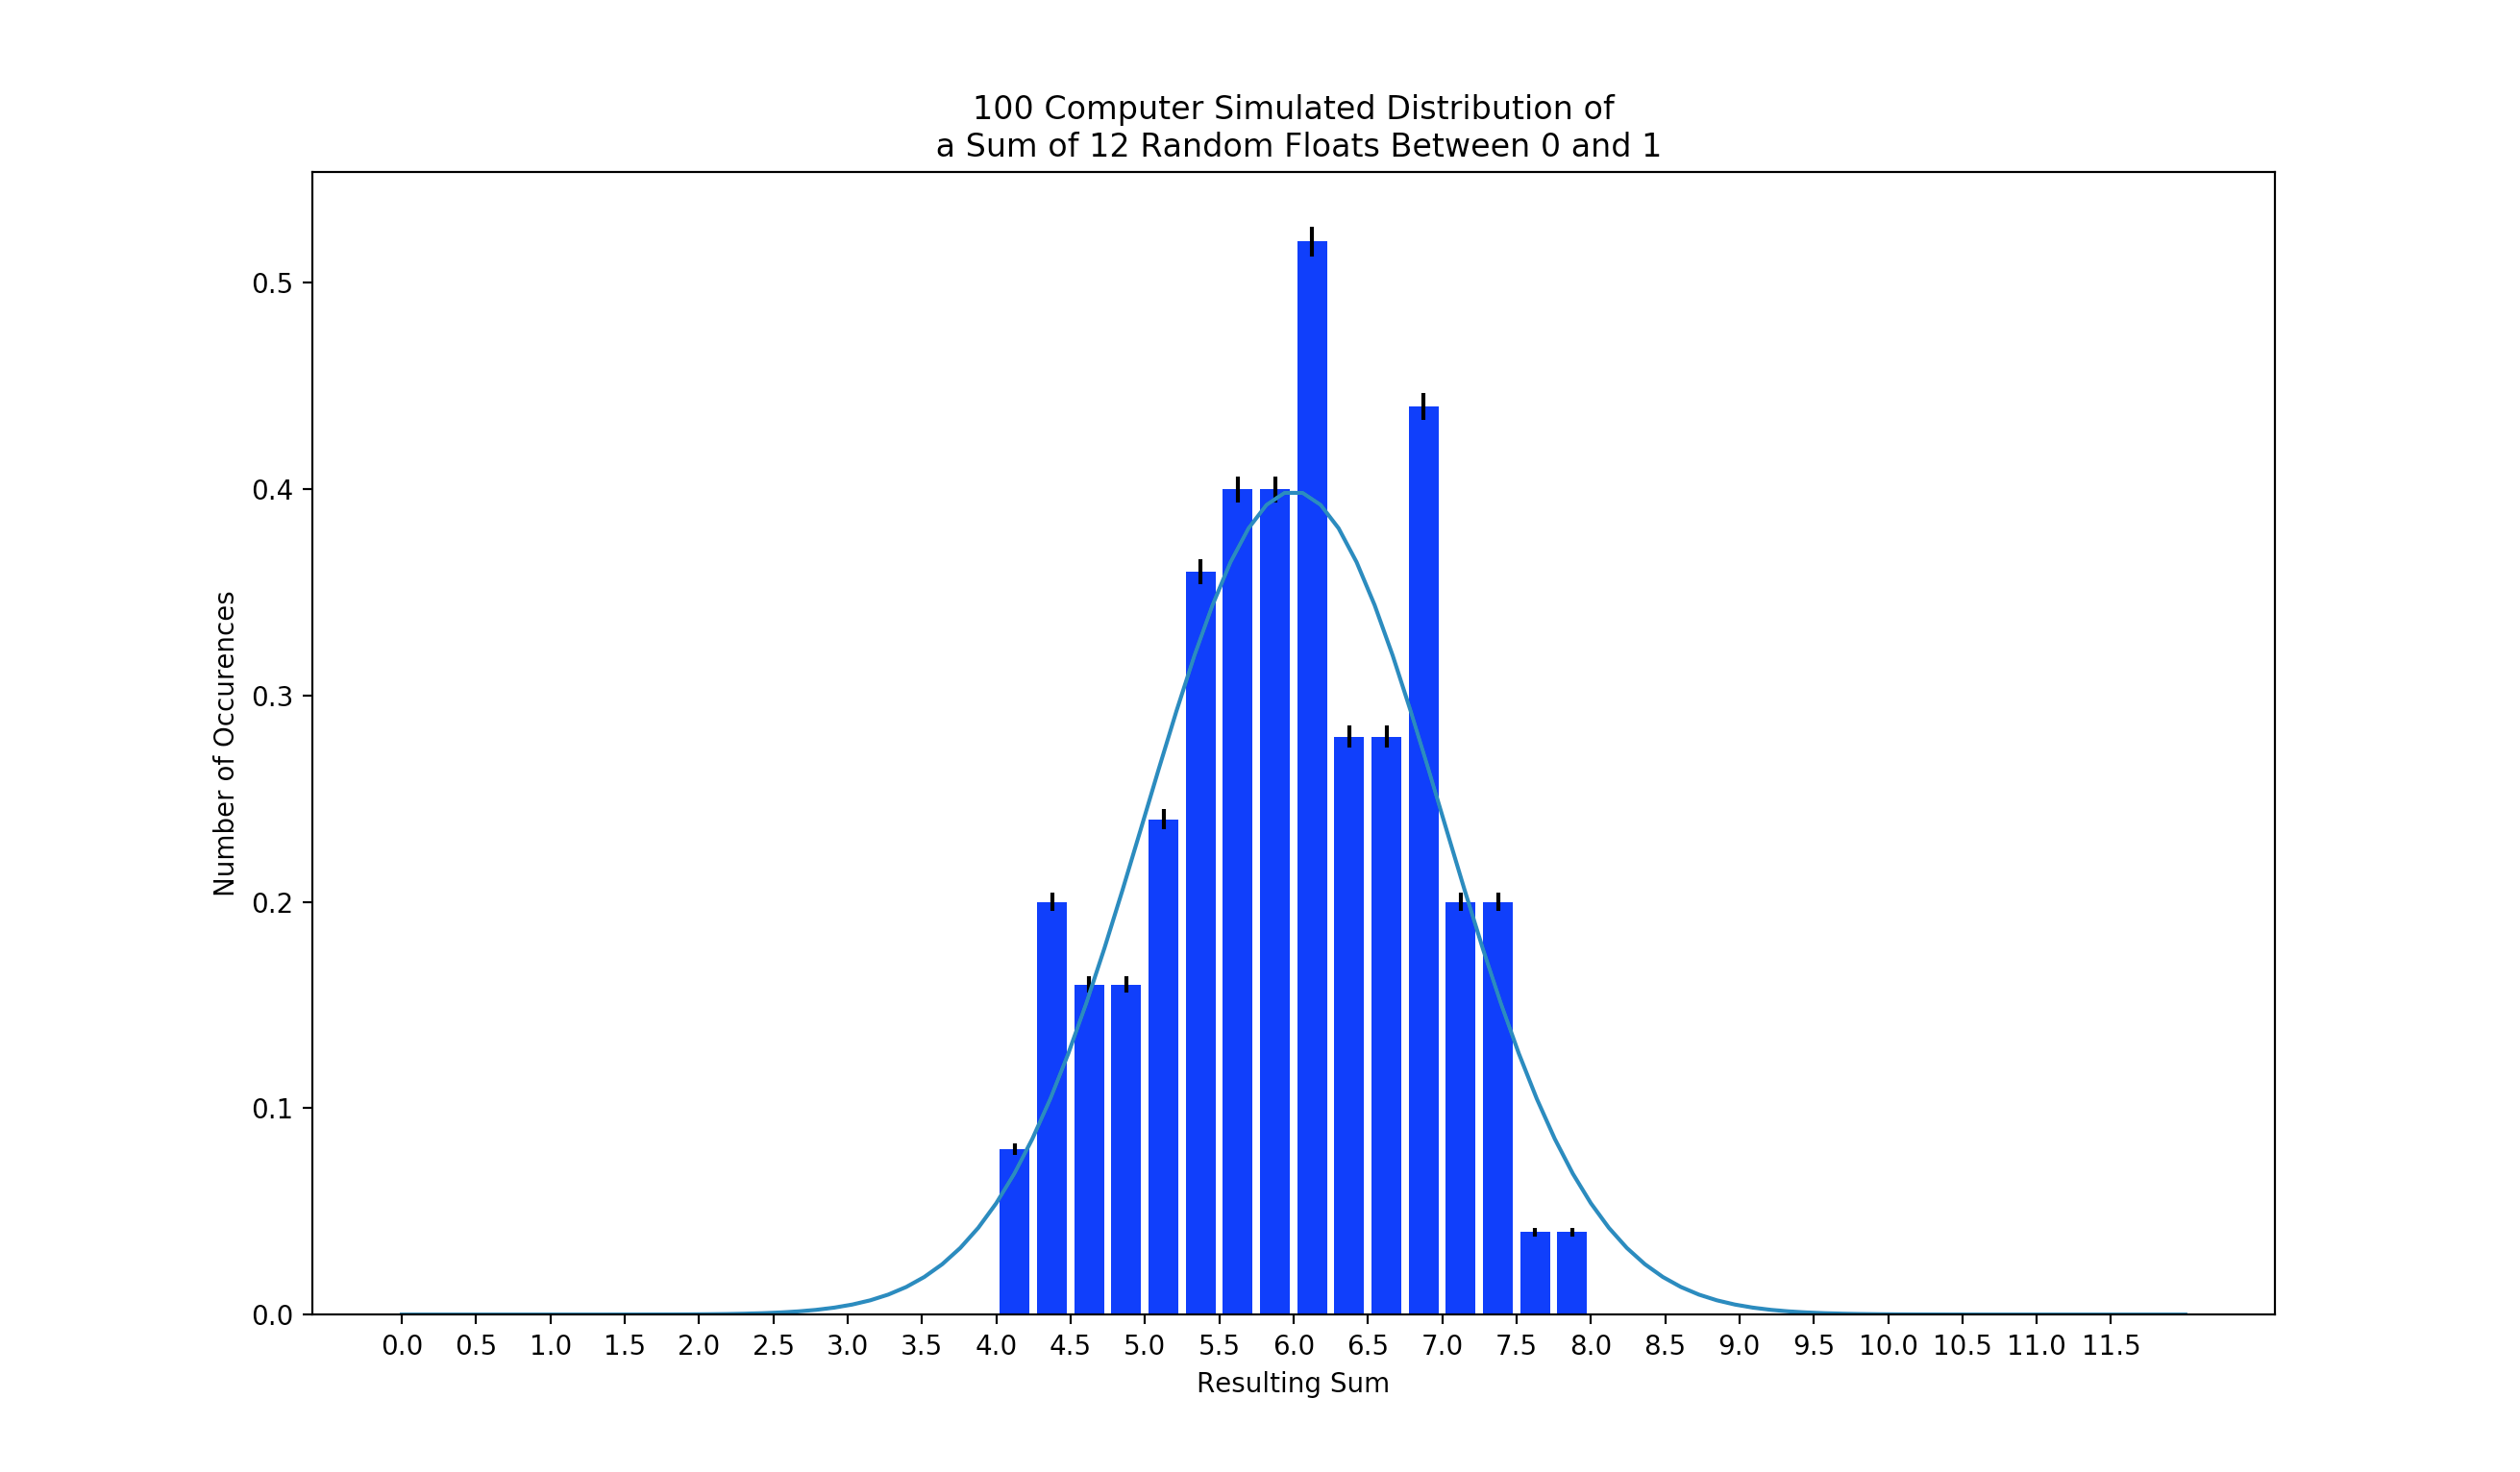 100 Computer Simulated Distribution of
a Sum of 12 Random Floats Between 0 and 1
Number of Occurences
0.5
0.4
0.3
0.2
0.1
0.0
0.0 0.5 1.0 1.5 2.0 2.5 3.0 3.5 4.0 4.5 5.0 5.5 6.0 6.5 7.0 7.5 8.0 8.5 9.0 9.5 10.0 10.5 11.0 11.5
Resulting Sum